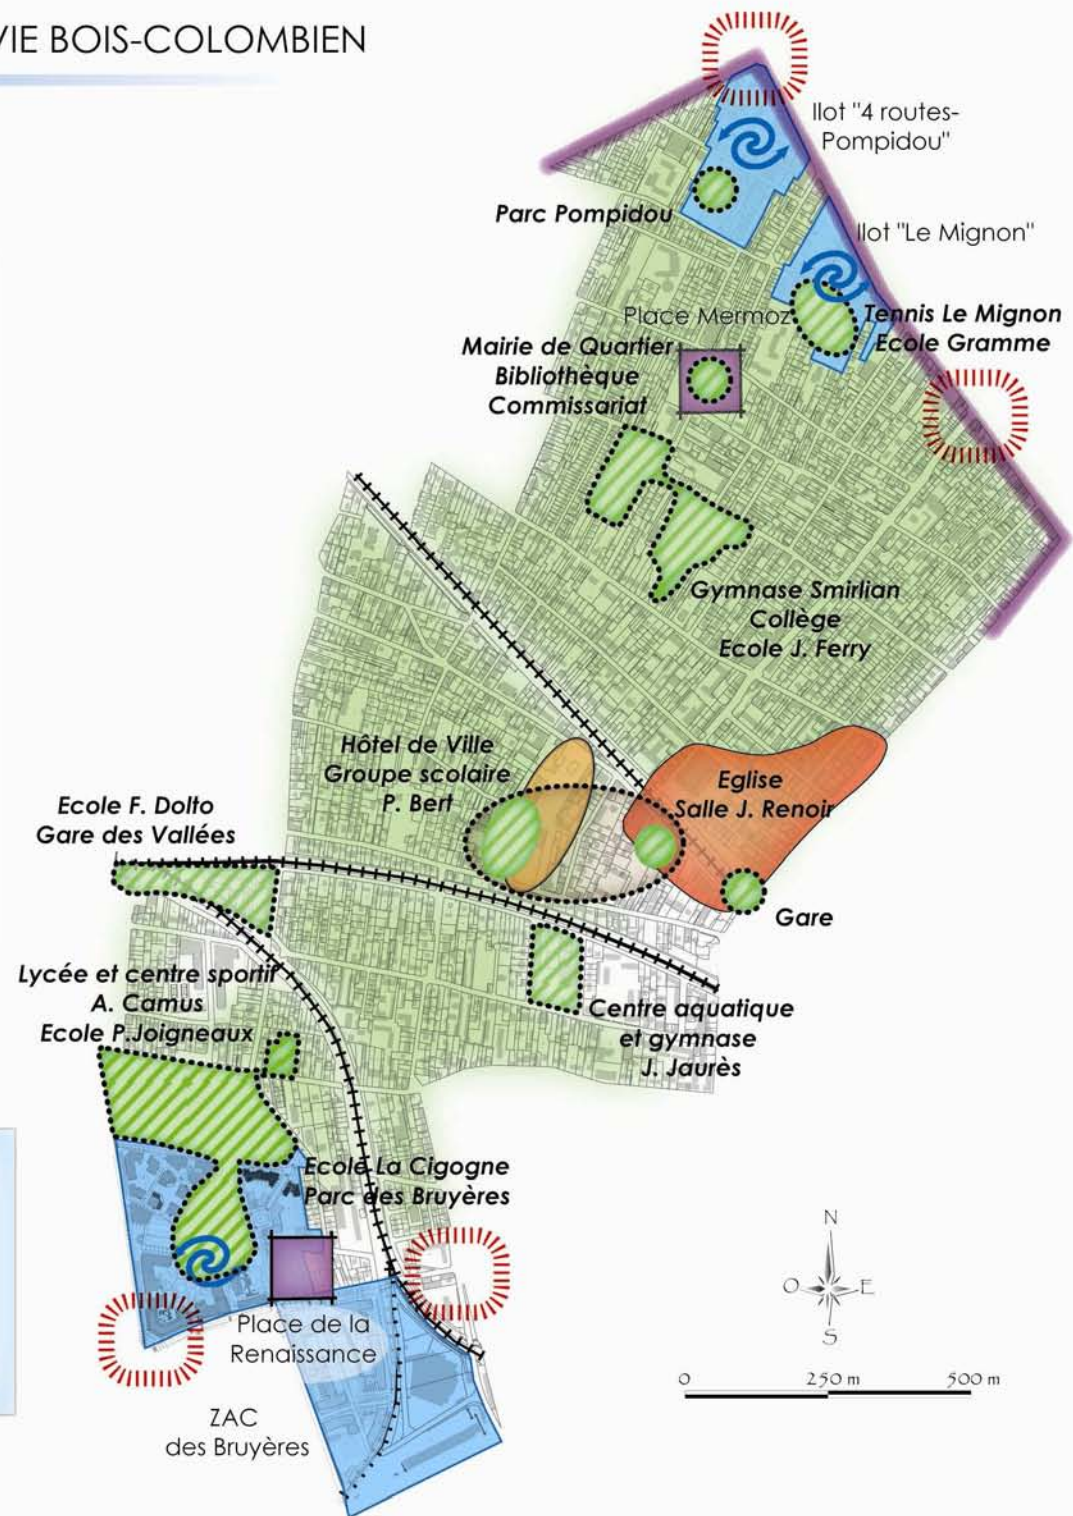 VIE BOIS-COLOMBIEN
Ilot "4 routes-
Pompidou"
Parc Pompidou
Ilot "Le Mignon"
Place Mermoz
Tennis Le Mignon
Ecole Gramme
Mairie de Quartier
Bibliothèque
Commissariat
Gymnase Smirlian
Collège
Ecole J. Ferry
Hôtel de Ville
Groupe scolaire
P. Bert
Eglise
Salle J. Renoir
Ecole F. Dolto
Gare des Vallées
Gare
Lycée et centre sportif
A. Camus
Ecole P.Joigneaux
Centre aquatique
et gymnase
J. Jaurès
Ecole La Cigogne
Parc des Bruyères
N
O
E
S
Place de la
Renaissance
0
250 m
500 m
ZAC
des Bruyères